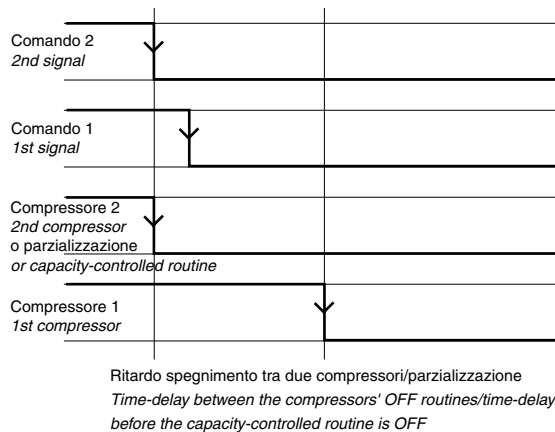 Comando 2
2nd signal
Comando 1
1st signal
Compressore 2
2nd compressor
o parzializzazione
or capacity-controlled routine
Compressore 1
1st compressor
Ritardo spegnimento tra due compressori/parzializzazione
Time-delay between the compressors' OFF routines/time-delay
before the capacity-controlled routine is OFF